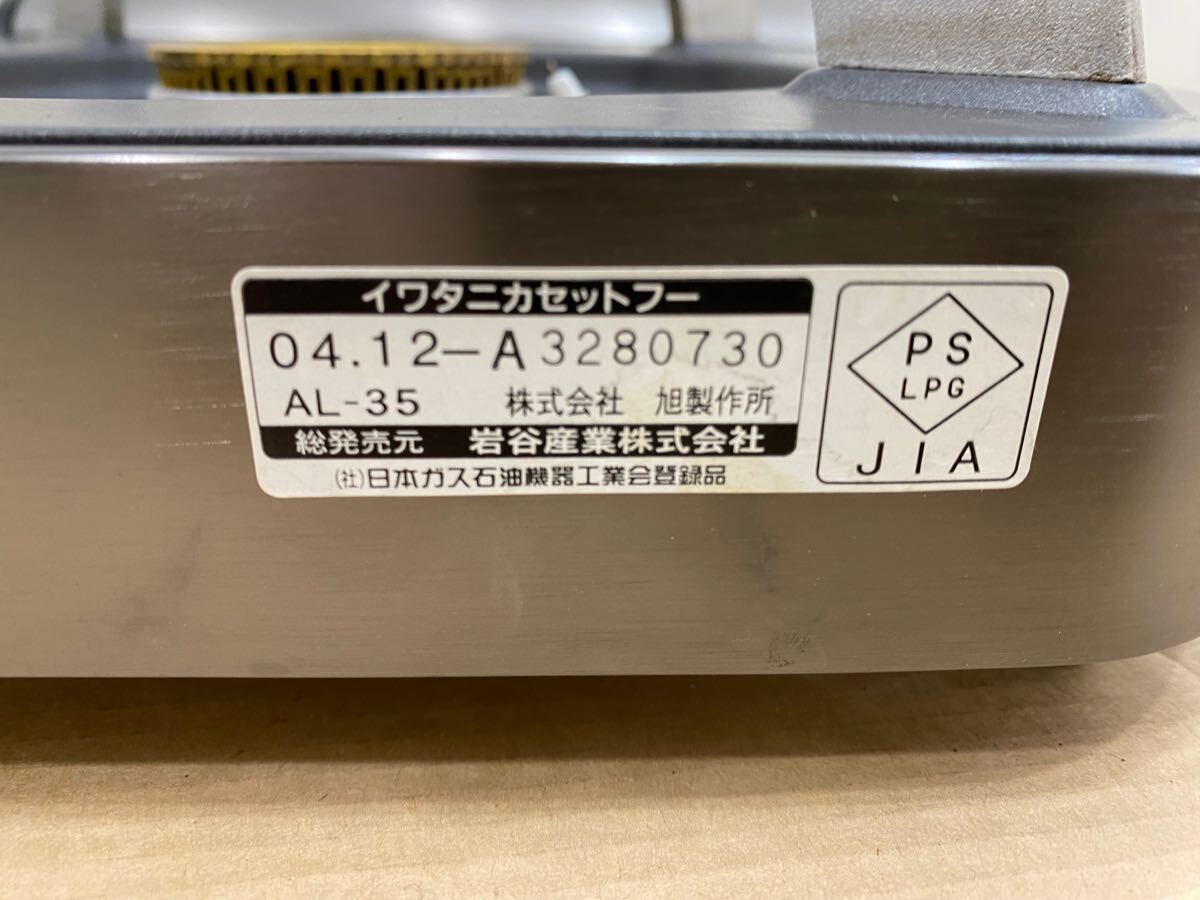 イワタニカセットフー
04.12-A3280730
AL-35 株式会社 旭製作所
総発売元 岩谷産業株式会社
(社)日本ガス石油機器工業会登録品
PS
LPG
JIA